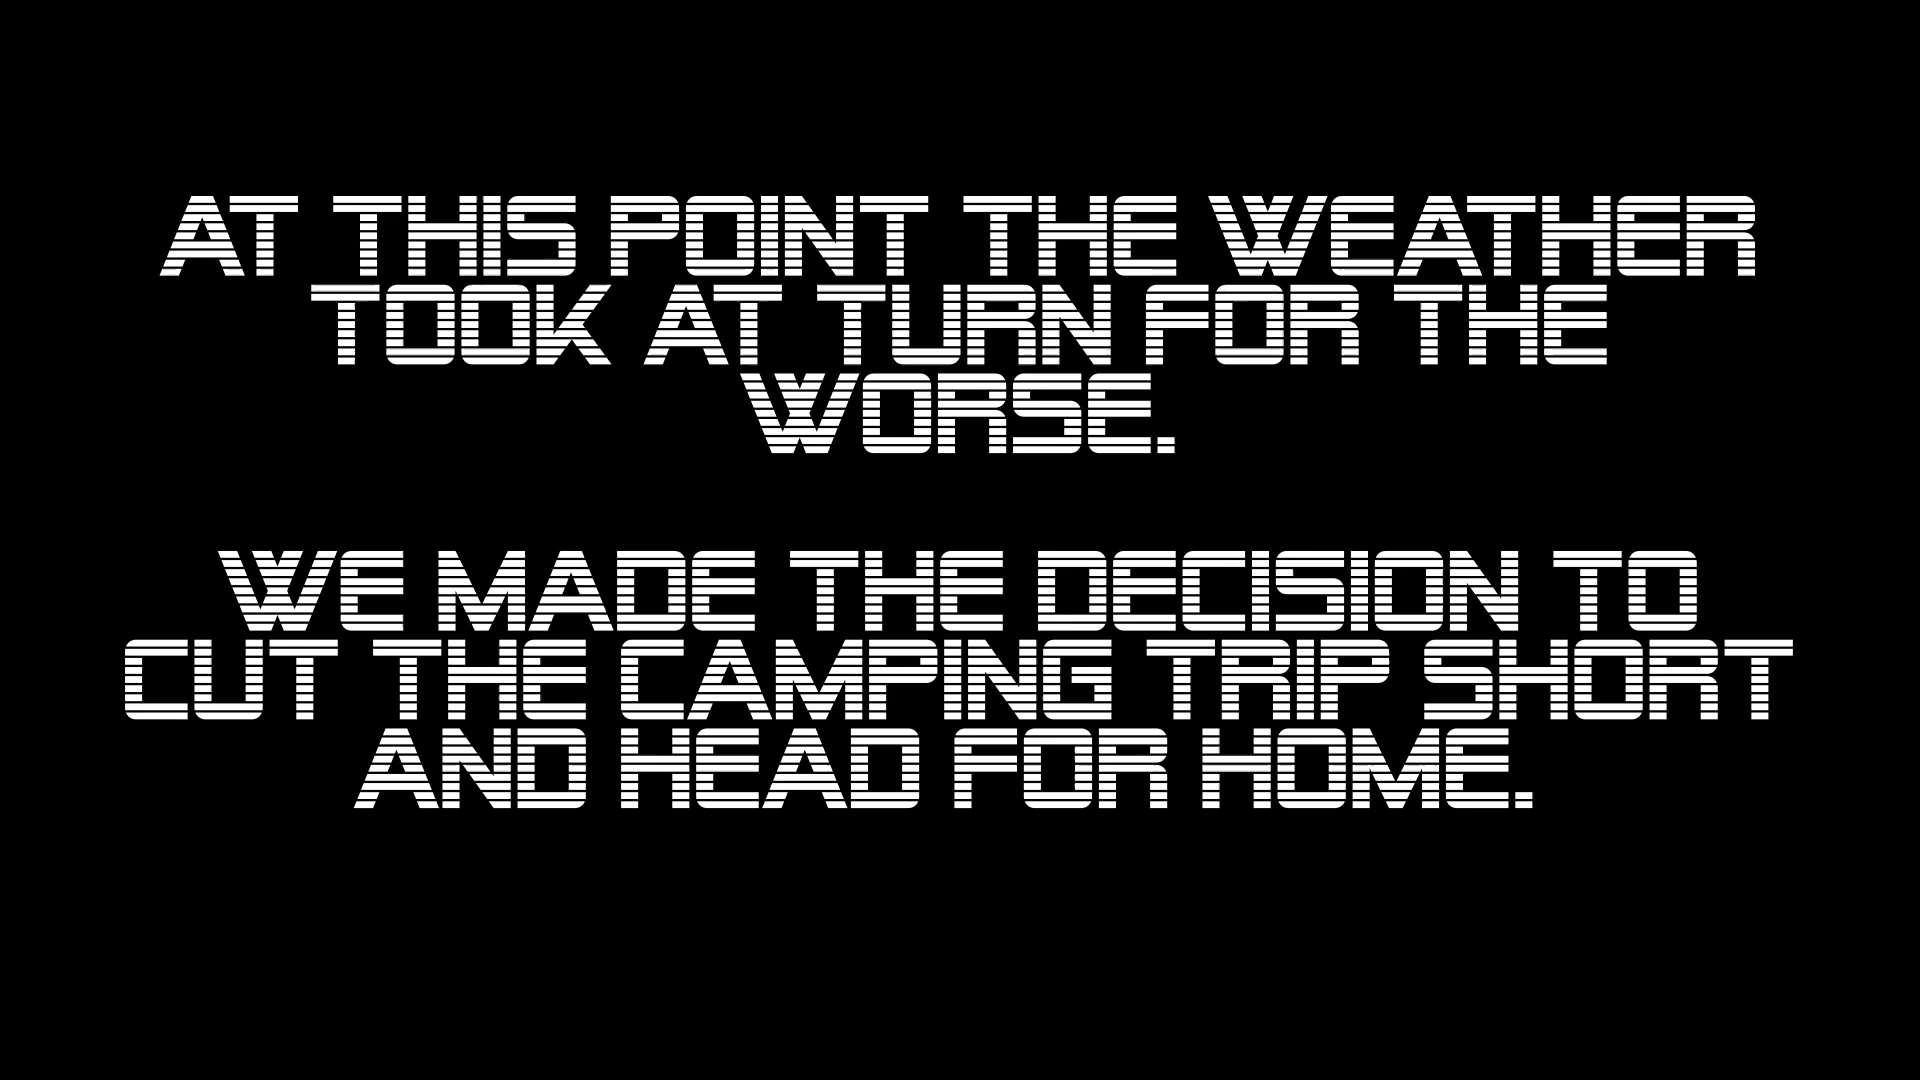 AT THIS POINT THE WEATHER
TOOK AT TURN FOR THE
WORSE.
WE MADE THE DECISION TO
CUT THE CAMPING TRIP SHORT
AND HEAD FOR HOME.